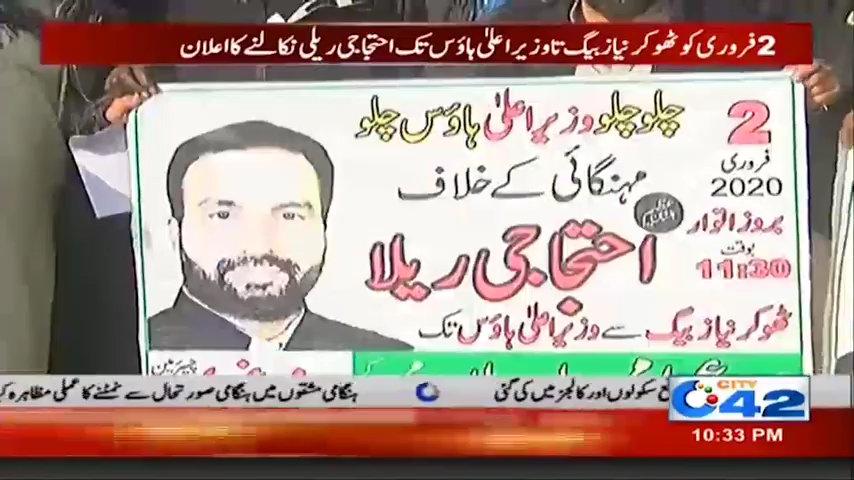 2 فروری کو ٹھوکر نیاز بیگ تا وزیر اعلیٰ ہاؤس تک احتجاجی ریلی نکالنے کا اعلان
چلو چلو وزیرِ اعلیٰ ہاؤس چلو
2
فروری
2020
مہنگائی کے خلاف
بروز اتوار
بوقت
11:30
احتجاجی ریلا
ٹھوکر نیاز بیگ سے وزیر اعلیٰ ہاؤس تک
چیئرمین
سکولوں اور کالجز میں کی گئی
ہنگامی مشقوں میں ہنگامی صورتحال سے نمٹنے کا عملی مظاہرہ
CITY
42
10:33 PM